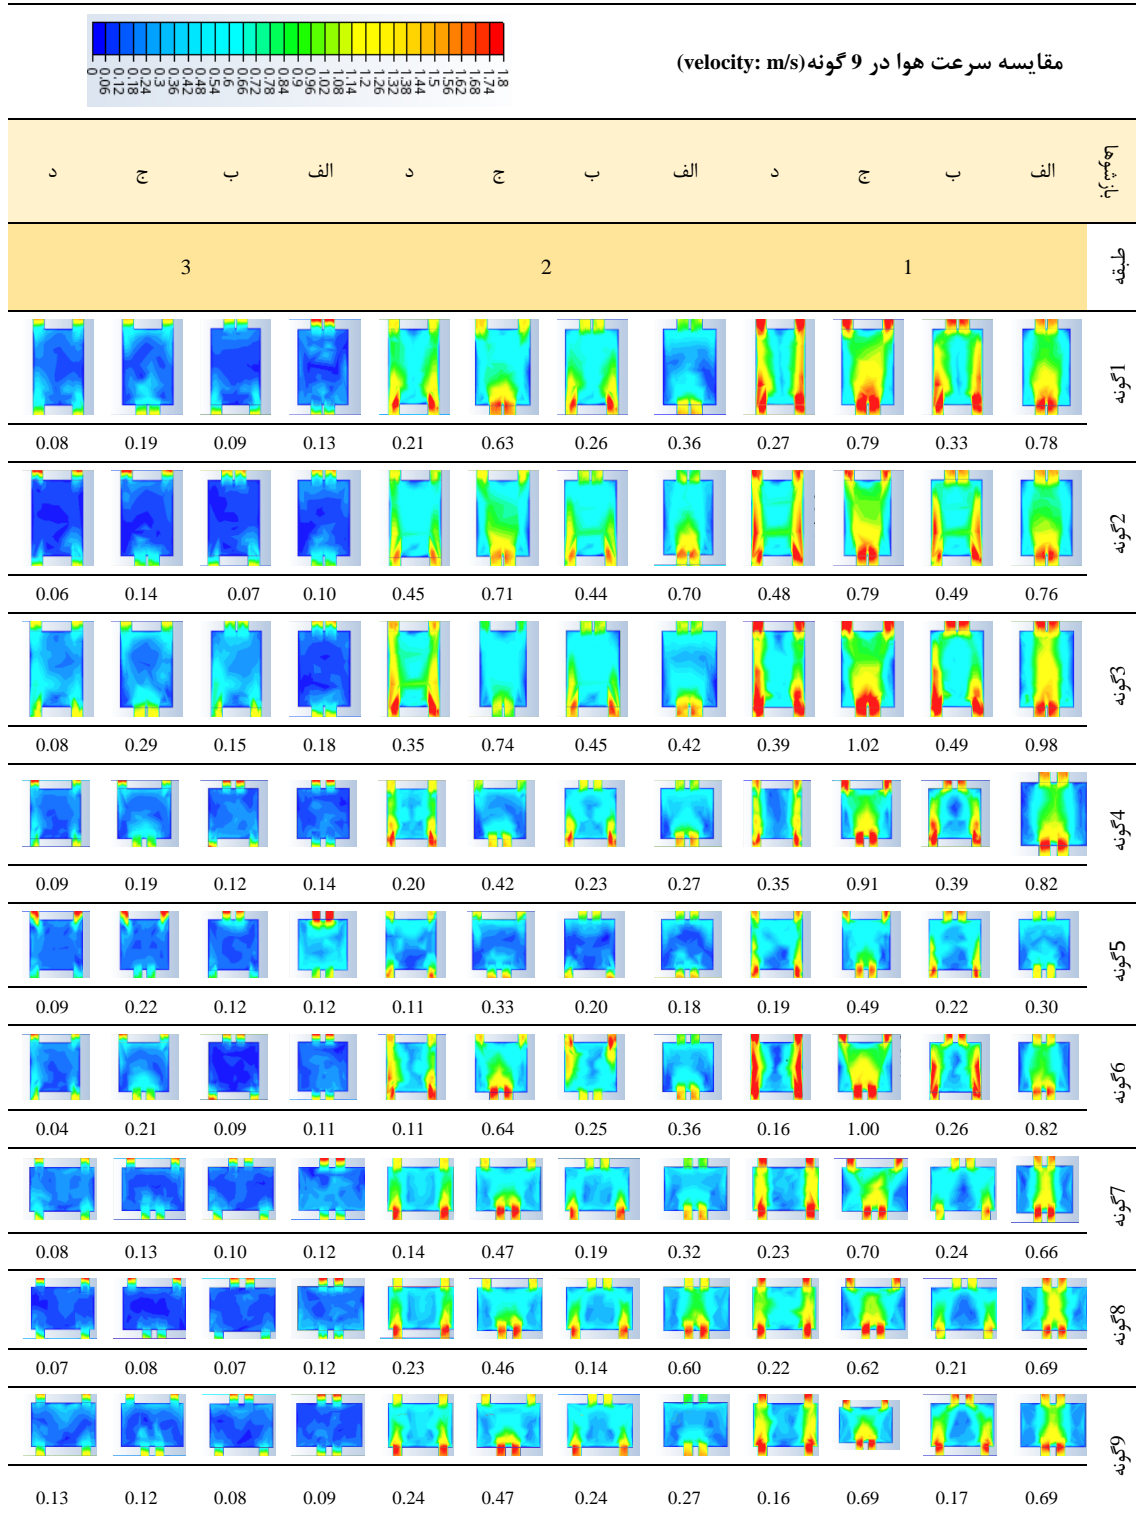 مقایسه سرعت هوا در 9 گونه(velocity: m/s)
0 0.06 0.12 0.18 0.24 0.3 0.36 0.42 0.48 0.54 0.6 0.66 0.72 0.78 0.84 0.9 0.96 1.02 1.08 1.14 1.2 1.26 1.32 1.38 1.44 1.5 1.56 1.62 1.68 1.74 1.8
بازشوها الف ب ج د الف ب ج د الف ب ج د
طبقه 1 2 3
گونه1
0.78 0.33 0.79 0.27 0.36 0.26 0.63 0.21 0.13 0.09 0.19 0.08
گونه2
0.76 0.49 0.79 0.48 0.70 0.44 0.71 0.45 0.10 0.07 0.14 0.06
گونه3
0.98 0.49 1.02 0.39 0.42 0.45 0.74 0.35 0.18 0.15 0.29 0.08
گونه4
0.82 0.39 0.91 0.35 0.27 0.23 0.42 0.20 0.14 0.12 0.19 0.09
گونه5
0.30 0.22 0.49 0.19 0.18 0.20 0.33 0.11 0.12 0.12 0.22 0.09
گونه6
0.82 0.26 1.00 0.16 0.36 0.25 0.64 0.11 0.11 0.09 0.21 0.04
گونه7
0.66 0.24 0.70 0.23 0.32 0.19 0.47 0.14 0.12 0.10 0.13 0.08
گونه8
0.69 0.21 0.62 0.22 0.60 0.14 0.46 0.23 0.12 0.07 0.08 0.07
گونه9
0.69 0.17 0.69 0.16 0.27 0.24 0.47 0.24 0.09 0.08 0.12 0.13